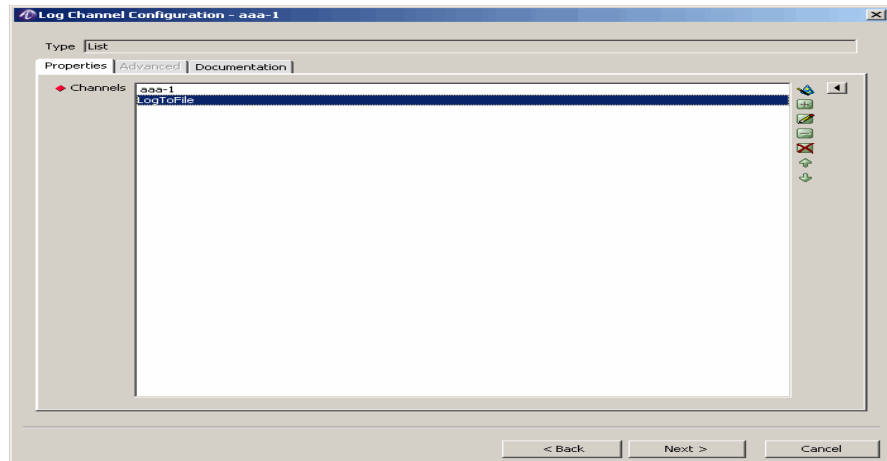 Log Channel Configuration - aaa-1
Type List
Properties Advanced Documentation
Channels aaa-1
LogToFile
< Back Next > Cancel